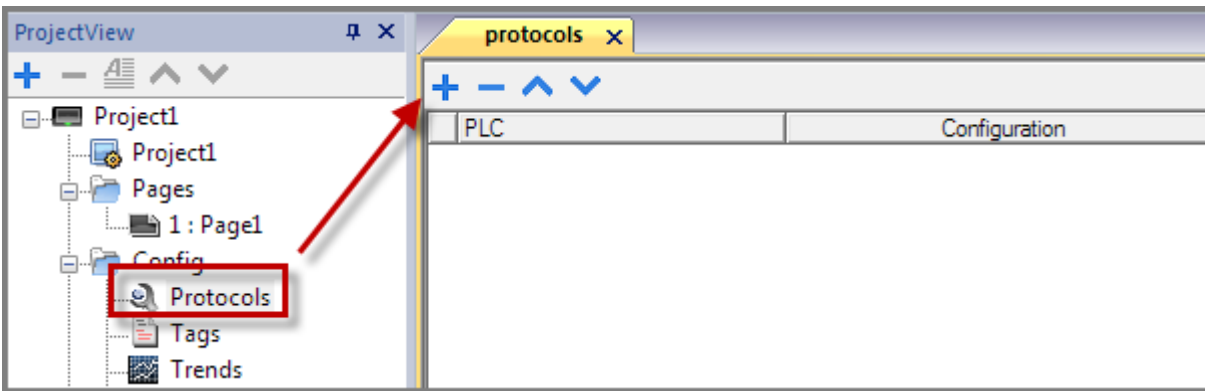 ProjectView
Project1
Project1
Pages
1 : Page1
Config
Protocols
Tags
Trends
protocols
PLC Configuration